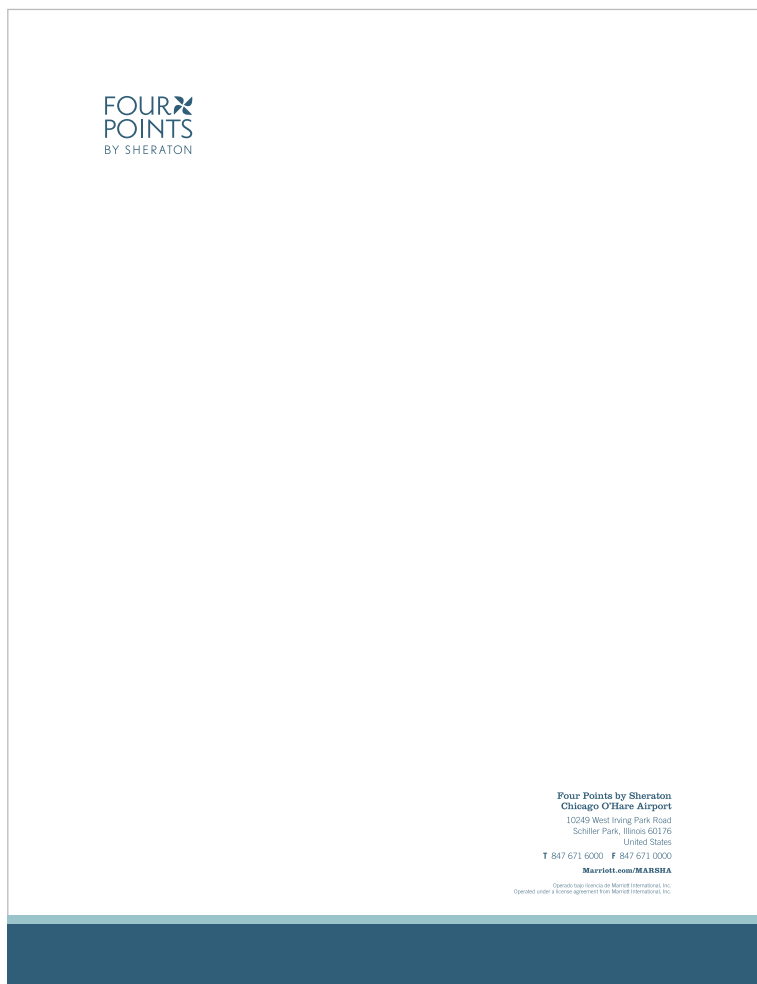 FOUR
POINTS
BY SHERATON
Four Points by Sheraton
Chicago O'Hare Airport
10249 West Irving Park Road
Schiller Park, Illinois 60176
United States
T 847 671 6000 F 847 671 0000
Marriott.com/MARSHA
Operado bajo licencia de Marriott International, Inc.
Operated under a license agreement from Marriott International, Inc.